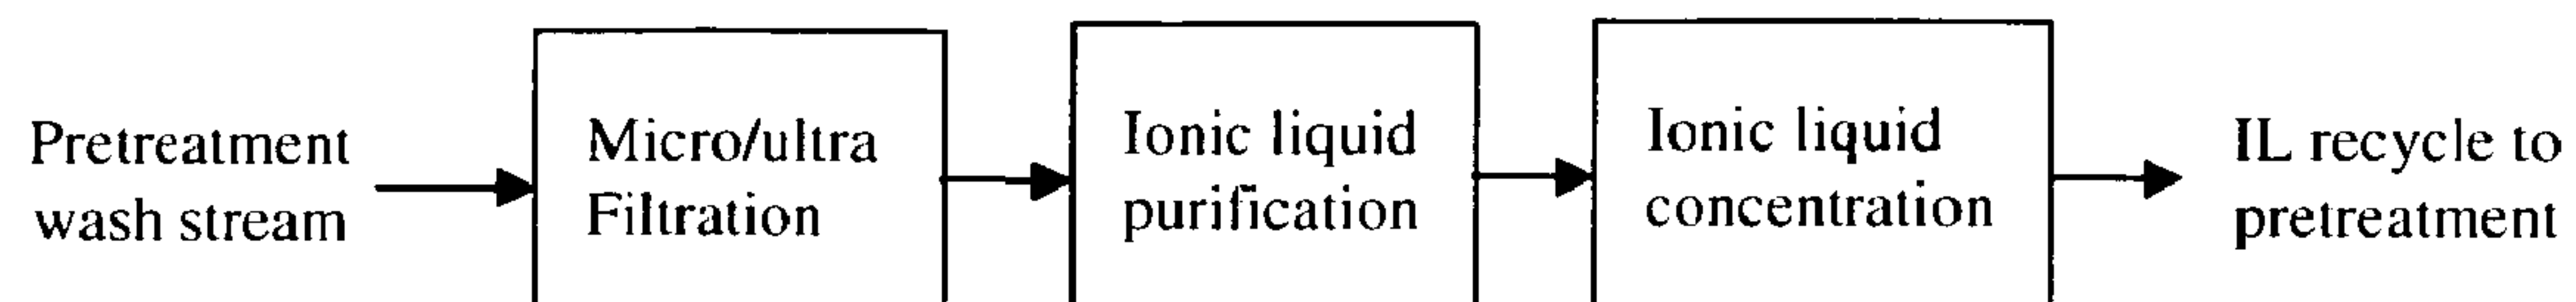 Pretreatment
wash stream
Micro/ultra
Filtration
Ionic liquid
purification
Ionic liquid
concentration
IL recycle to
pretreatment